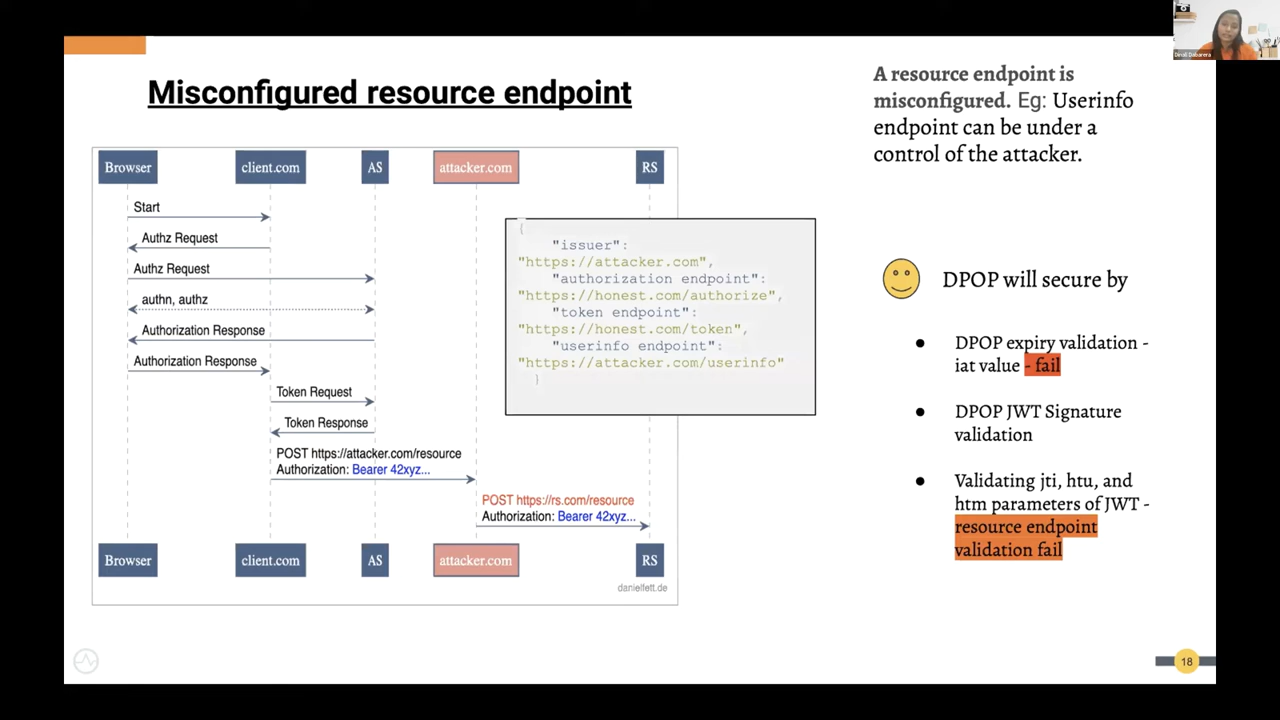 Misconfigured resource endpoint
A resource endpoint is
misconfigured. Eg: Userinfo
endpoint can be under a
control of the attacker.
Browser
client.com
AS
attacker.com
RS
Start
Authz Request
Authz Request
authn, authz
Authorization Response
Authorization Response
Token Request
Token Response
POST https://attacker.com/resource
Authorization: Bearer 42xyz...
POST https://rs.com/resource
Authorization: Bearer 42xyz...
Browser
client.com
AS
attacker.com
RS
danielfett.de
{
"issuer":
"https://attacker.com",
"authorization endpoint":
"https://honest.com/authorize",
"token endpoint":
"https://honest.com/token",
"userinfo endpoint":
"https://attacker.com/userinfo"
}
DPOP will secure by
● DPOP expiry validation -
iat value - fail
● DPOP JWT Signature
validation
● Validating jti, htu, and
htm parameters of JWT -
resource endpoint
validation fail
18
Dinali Dabarera